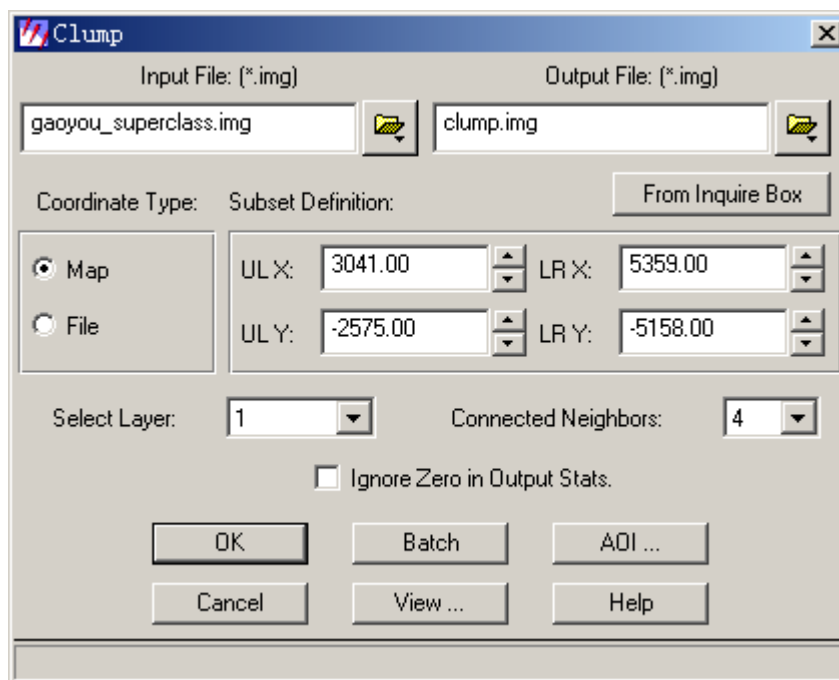 Clump
Input File: (*.img) Output File: (*.img)
gaoyou_superclass.img clump.img
From Inquire Box
Coordinate Type: Subset Definition:
Map UL X: 3041.00 LR X: 5359.00
File UL Y: -2575.00 LR Y: -5158.00
Select Layer: 1 Connected Neighbors: 4
Ignore Zero in Output Stats.
OK Batch AOI ...
Cancel View ... Help